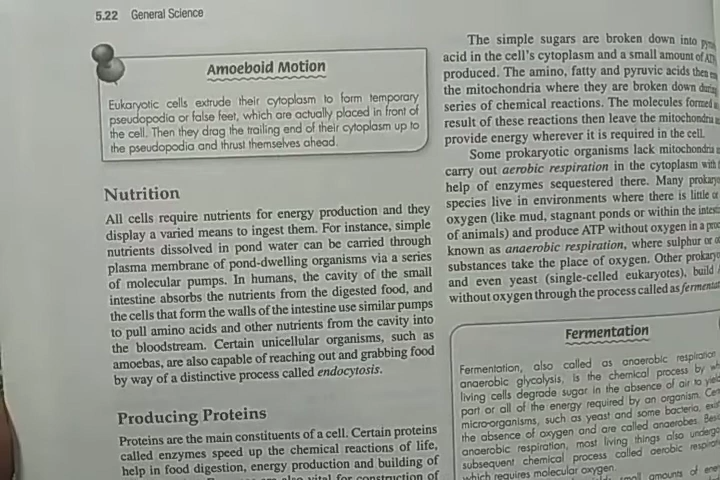 5.22 General Science
Amoeboid Motion
Eukaryotic cells extrude their cytoplasm to form temporary
pseudopodia or false feet, which are actually placed in front of
the cell. Then they drag the trailing end of their cytoplasm up to
the pseudopodia and thrust themselves ahead.
Nutrition
All cells require nutrients for energy production and they
display a varied means to ingest them. For instance, simple
nutrients dissolved in pond water can be carried through
plasma membrane of pond-dwelling organisms via a series
of molecular pumps. In humans, the cavity of the small
intestine absorbs the nutrients from the digested food, and
the cells that form the walls of the intestine use similar pumps
to pull amino acids and other nutrients from the cavity into
the bloodstream. Certain unicellular organisms, such as
amoebas, are also capable of reaching out and grabbing food
by way of a distinctive process called endocytosis.
Producing Proteins
Proteins are the main constituents of a cell. Certain proteins
called enzymes speed up the chemical reactions of life,
help in food digestion, energy production and building of
also vital for construction of
The simple sugars are broken down into
acid in the cell's cytoplasm and a small amount of
produced. The amino, fatty and pyruvic acids then
the mitochondria where they are broken down
series of chemical reactions. The molecules formed
result of these reactions then leave the mitochondria
provide energy wherever it is required in the cell.
Some prokaryotic organisms lack mitochondria
carry out aerobic respiration in the cytoplasm with
help of enzymes sequestered there. Many
species live in environments where there is little
oxygen (like mud, stagnant ponds or within the
of animals) and produce ATP without oxygen in a
known as anaerobic respiration, where sulphur or
substances take the place of oxygen. Other
and even yeast (single-celled eukaryotes), build
without oxygen through the process called as
Fermentation
Fermentation, also called as anaerobic respiration
anaerobic glycolysis, is the chemical process by
living cells degrade sugar in the absence of air to
part or all of the energy required by an organism.
micro-organisms, such as yeast and some bacteria,
the absence of oxygen and are called anaerobes.
anaerobic respiration, most living things also
subsequent chemical process called aerobic
which requires molecular oxygen.
small amounts of